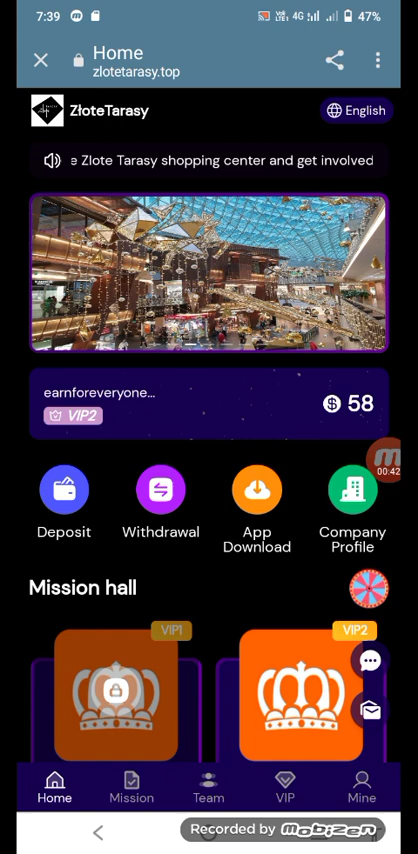 7:39
4G
47%
Home
zlotetarasy.top
ZłoteTarasy
English
e Zlote Tarasy shopping center and get involved
earnforeveryone...
VIP2
58
00:42
Deposit
Withdrawal
App
Download
Company
Profile
Mission hall
VIP1
VIP2
Home
Mission
Team
VIP
Mine
Recorded by mobizen